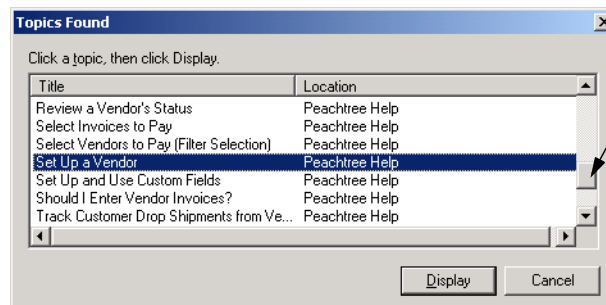 Topics Found
Click a topic, then click Display.
Title Location
Review a Vendor's Status Peachtree Help
Select Invoices to Pay Peachtree Help
Select Vendors to Pay (Filter Selection) Peachtree Help
Set Up a Vendor Peachtree Help
Set Up and Use Custom Fields Peachtree Help
Should I Enter Vendor Invoices? Peachtree Help
Track Customer Drop Shipments from Ve... Peachtree Help
Display Cancel